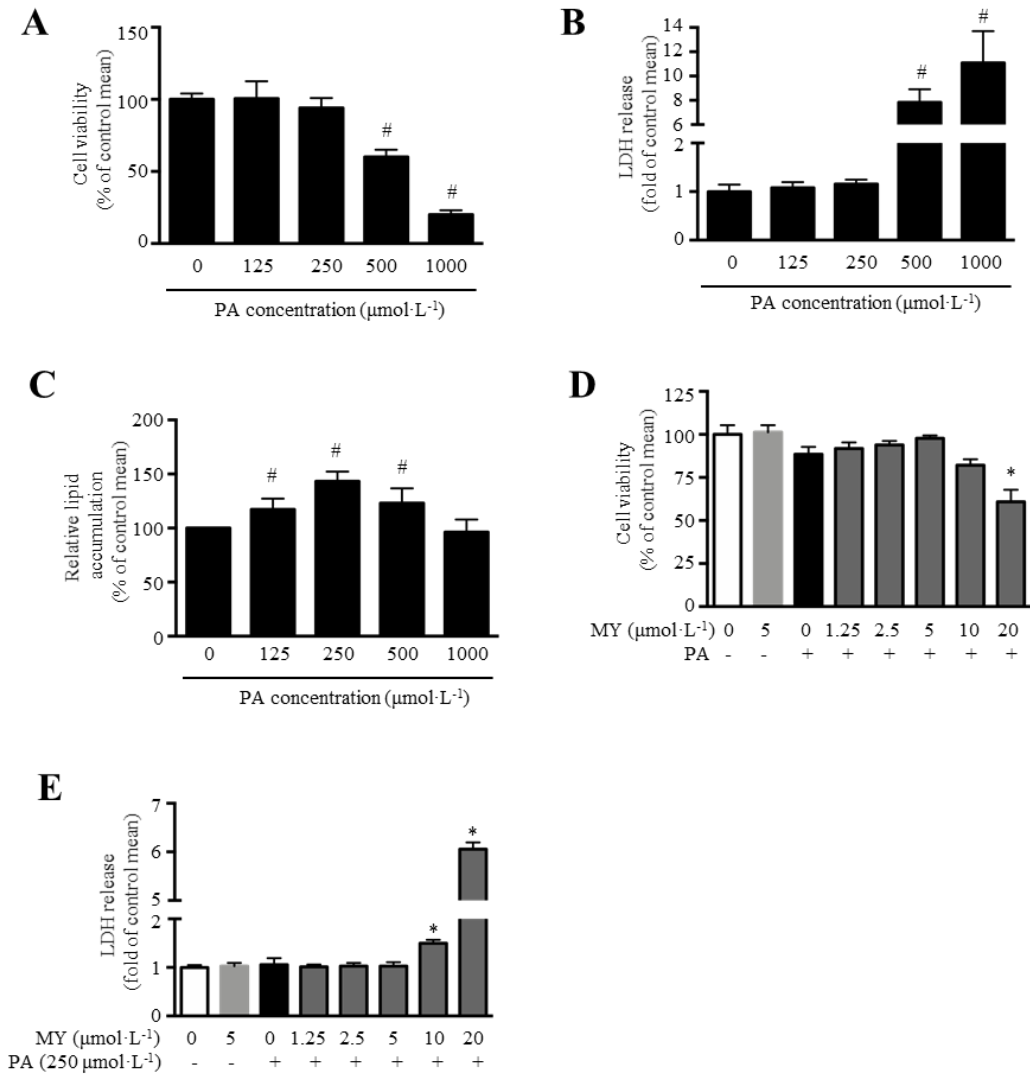 A
Cell viability
(% of control mean)
150
100
50
0
#
#
0 125 250 500 1000
PA concentration (μmol·L⁻¹)
B
LDH release
(fold of control mean)
14
12
10
8
6
2
1
0
#
#
0 125 250 500 1000
PA concentration (μmol·L⁻¹)
C
Relative lipid
accumulation
(% of control mean)
200
150
100
50
0
#
#
#
0 125 250 500 1000
PA concentration (μmol·L⁻¹)
D
Cell viability
(% of control mean)
125
100
75
50
25
0
*
MY (μmol·L⁻¹) 0 5 0 1.25 2.5 5 10 20
PA - - + + + + + +
E
LDH release
(fold of control mean)
7
6
5
2
1
0
*
*
MY (μmol·L⁻¹) 0 5 0 1.25 2.5 5 10 20
PA (250 μmol·L⁻¹) - - + + + + + +